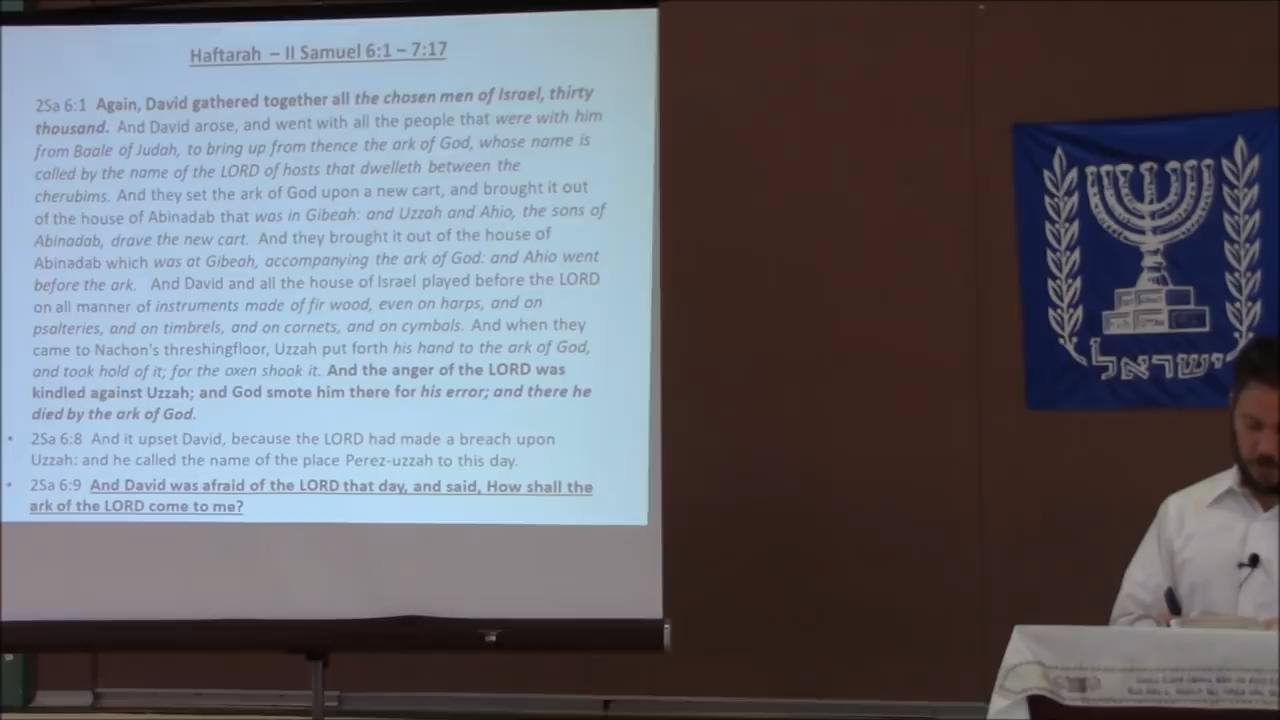 Haftarah – II Samuel 6:1 – 7:17
2Sa 6:1 Again, David gathered together all the chosen men of Israel, thirty
thousand. And David arose, and went with all the people that were with him
from Baale of Judah, to bring up from thence the ark of God, whose name is
called by the name of the LORD of hosts that dwelleth between the
cherubims. And they set the ark of God upon a new cart, and brought it out
of the house of Abinadab that was in Gibeah: and Uzzah and Ahio, the sons of
Abinadab, drave the new cart. And they brought it out of the house of
Abinadab which was at Gibeah, accompanying the ark of God: and Ahio went
before the ark. And David and all the house of Israel played before the LORD
on all manner of instruments made of fir wood, even on harps, and on
psalteries, and on timbrels, and on cornets, and on cymbals. And when they
came to Nachon's threshingfloor, Uzzah put forth his hand to the ark of God,
and took hold of it; for the oxen shook it. And the anger of the LORD was
kindled against Uzzah; and God smote him there for his error; and there he
died by the ark of God.
• 2Sa 6:8 And it upset David, because the LORD had made a breach upon
Uzzah: and he called the name of the place Perez-uzzah to this day.
• 2Sa 6:9 And David was afraid of the LORD that day, and said, How shall the
ark of the LORD come to me?
ישראל